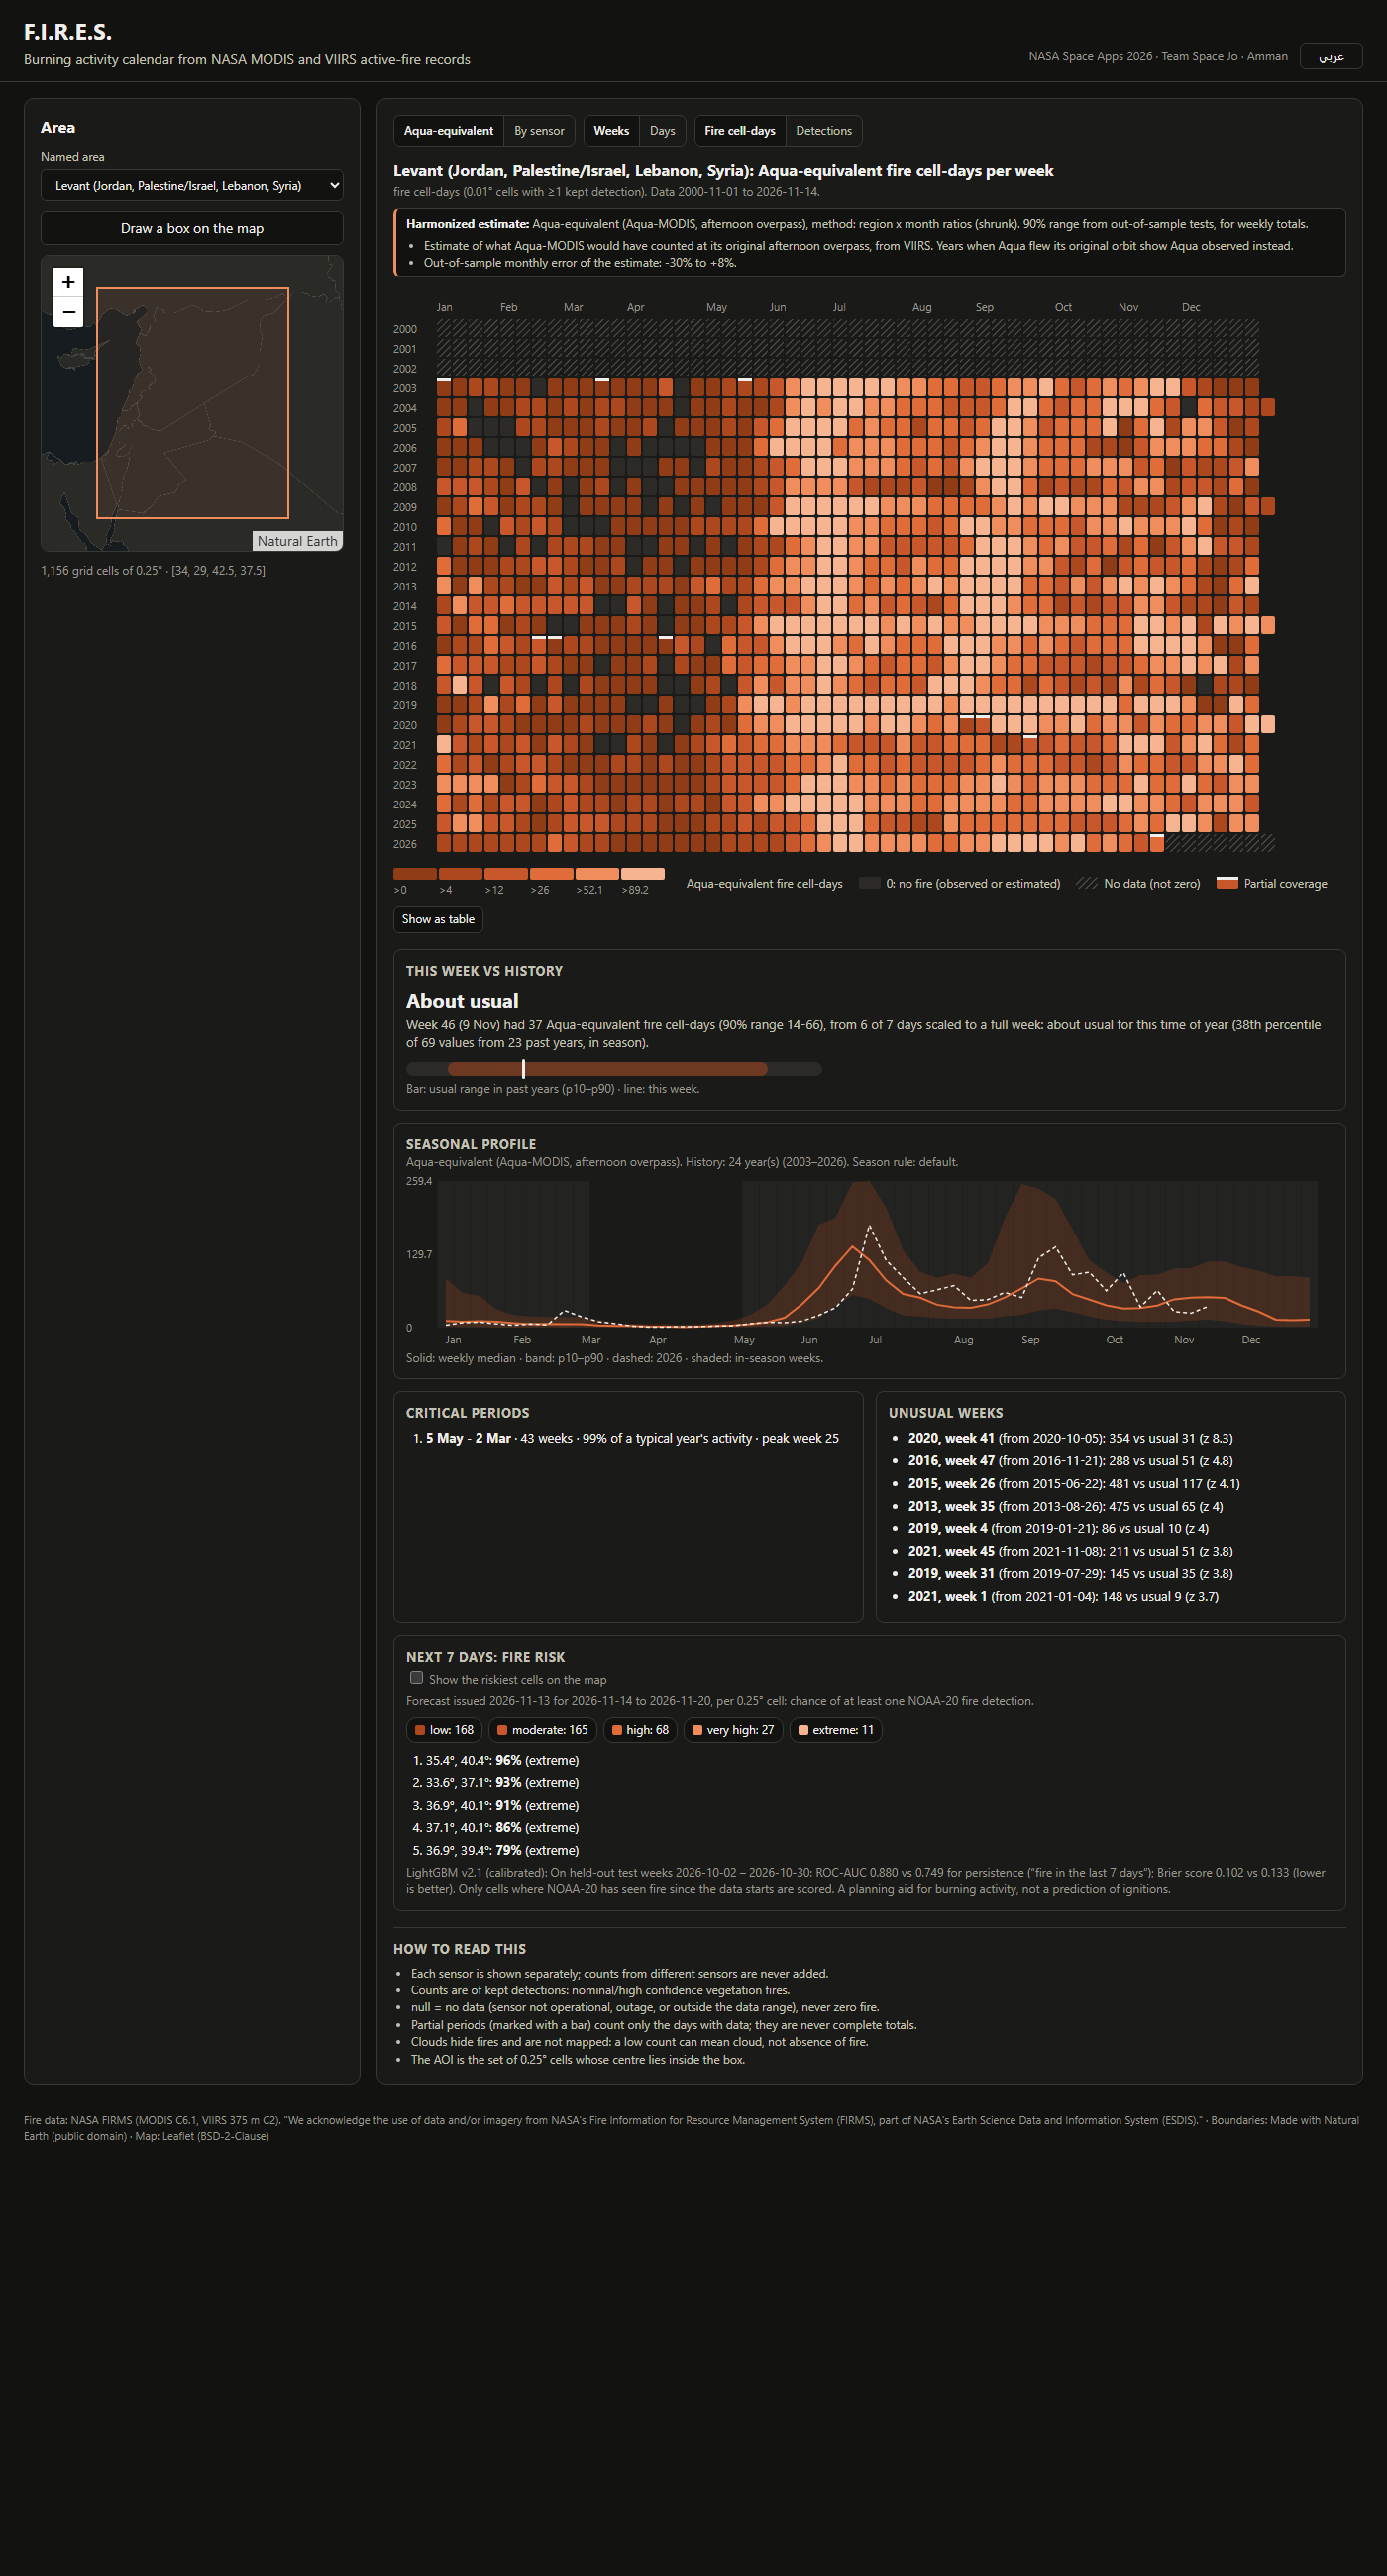 F.I.R.E.S.
Burning activity calendar from NASA MODIS and VIIRS active-fire records
NASA Space Apps 2026 · Team Space Jo · Amman
عربي
Area
Named area
Levant (Jordan, Palestine/Israel, Lebanon, Syria)
Draw a box on the map
+
−
Natural Earth
1,156 grid cells of 0.25° · [34, 29, 42.5, 37.5]
Aqua-equivalent By sensor Weeks Days Fire cell-days Detections
Levant (Jordan, Palestine/Israel, Lebanon, Syria): Aqua-equivalent fire cell-days per week
fire cell-days (0.01° cells with ≥1 kept detection). Data 2000-11-01 to 2026-11-14.
Harmonized estimate: Aqua-equivalent (Aqua-MODIS, afternoon overpass), method: region x month ratios (shrunk). 90% range from out-of-sample tests, for weekly totals.
• Estimate of what Aqua-MODIS would have counted at its original afternoon overpass, from VIIRS. Years when Aqua flew its original orbit show Aqua observed instead.
• Out-of-sample monthly error of the estimate: -30% to +8%.
Jan Feb Mar Apr May Jun Jul Aug Sep Oct Nov Dec
2000
2001
2002
2003
2004
2005
2006
2007
2008
2009
2010
2011
2012
2013
2014
2015
2016
2017
2018
2019
2020
2021
2022
2023
2024
2025
2026
>0 >4 >12 >26 >52.1 >89.2
Aqua-equivalent fire cell-days 0: no fire (observed or estimated) No data (not zero) Partial coverage
Show as table
THIS WEEK VS HISTORY
About usual
Week 46 (9 Nov) had 37 Aqua-equivalent fire cell-days (90% range 14-66), from 6 of 7 days scaled to a full week: about usual for this time of year (38th percentile
of 69 values from 23 past years, in season).
Bar: usual range in past years (p10–p90) · line: this week.
SEASONAL PROFILE
Aqua-equivalent (Aqua-MODIS, afternoon overpass). History: 24 year(s) (2003–2026). Season rule: default.
259.4
129.7
0
Jan Feb Mar Apr May Jun Jul Aug Sep Oct Nov Dec
Solid: weekly median · band: p10–p90 · dashed: 2026 · shaded: in-season weeks.
CRITICAL PERIODS
1. 5 May - 2 Mar · 43 weeks · 99% of a typical year's activity · peak week 25
UNUSUAL WEEKS
• 2020, week 41 (from 2020-10-05): 354 vs usual 31 (z 8.3)
• 2016, week 47 (from 2016-11-21): 288 vs usual 51 (z 4.8)
• 2015, week 26 (from 2015-06-22): 481 vs usual 117 (z 4.1)
• 2013, week 35 (from 2013-08-26): 475 vs usual 65 (z 4)
• 2019, week 4 (from 2019-01-21): 86 vs usual 10 (z 4)
• 2021, week 45 (from 2021-11-08): 211 vs usual 51 (z 3.8)
• 2019, week 31 (from 2019-07-29): 145 vs usual 35 (z 3.8)
• 2021, week 1 (from 2021-01-04): 148 vs usual 9 (z 3.7)
NEXT 7 DAYS: FIRE RISK
Show the riskiest cells on the map
Forecast issued 2026-11-13 for 2026-11-14 to 2026-11-20, per 0.25° cell: chance of at least one NOAA-20 fire detection.
low: 168 moderate: 165 high: 68 very high: 27 extreme: 11
1. 35.4°, 40.4°: 96% (extreme)
2. 33.6°, 37.1°: 93% (extreme)
3. 36.9°, 40.1°: 91% (extreme)
4. 37.1°, 40.1°: 86% (extreme)
5. 36.9°, 39.4°: 79% (extreme)
LightGBM v2.1 (calibrated): On held-out test weeks 2026-10-02 – 2026-10-30: ROC-AUC 0.880 vs 0.749 for persistence ("fire in the last 7 days"); Brier score 0.102 vs 0.133 (lower
is better). Only cells where NOAA-20 has seen fire since the data starts are scored. A planning aid for burning activity, not a prediction of ignitions.
HOW TO READ THIS
• Each sensor is shown separately; counts from different sensors are never added.
• Counts are of kept detections: nominal/high confidence vegetation fires.
• null = no data (sensor not operational, outage, or outside the data range), never zero fire.
• Partial periods (marked with a bar) count only the days with data; they are never complete totals.
• Clouds hide fires and are not mapped: a low count can mean cloud, not absence of fire.
• The AOI is the set of 0.25° cells whose centre lies inside the box.
Fire data: NASA FIRMS (MODIS C6.1, VIIRS 375 m C2). "We acknowledge the use of data and/or imagery from NASA's Fire Information for Resource Management System (FIRMS), part of NASA's Earth Science Data and Information System (ESDIS)." · Boundaries: Made with Natural
Earth (public domain) · Map: Leaflet (BSD-2-Clause)